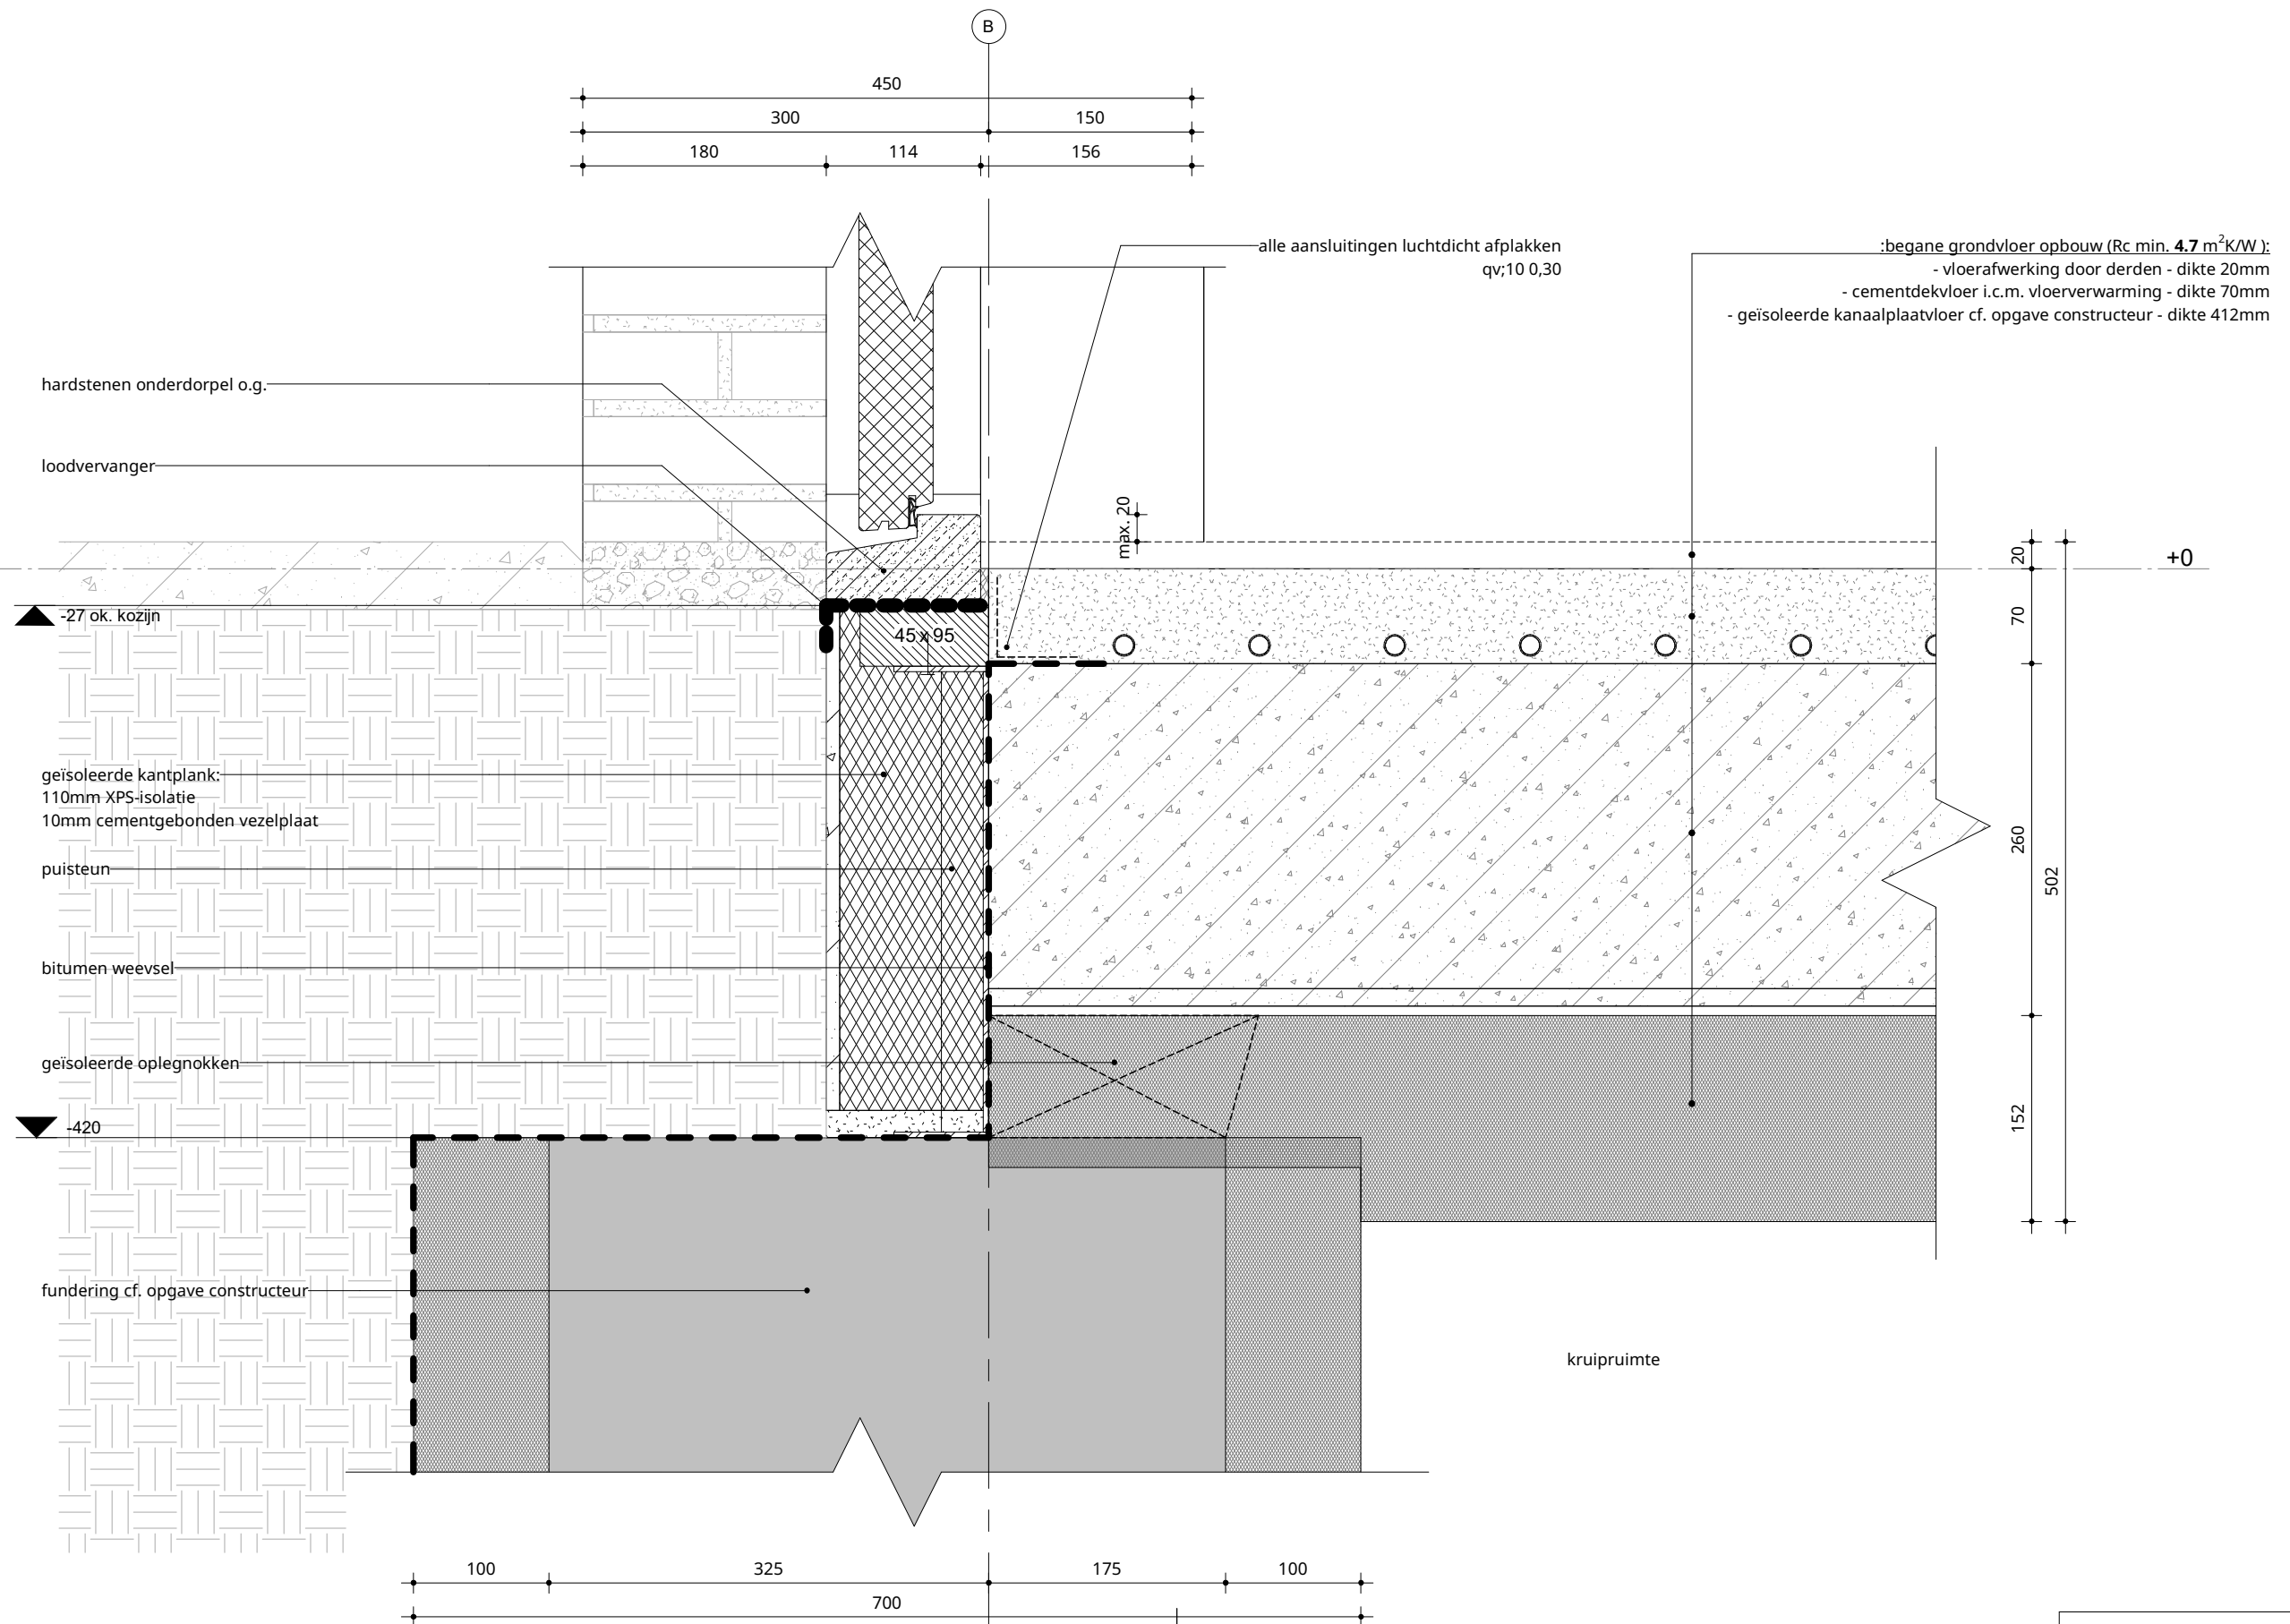 B
450
300
150
180
114
156
alle aansluitingen luchtdicht afplakken
qv;10 0,30
:begane grondvloer opbouw (Rc min. 4.7 m²K/W ):
- vloerafwerking door derden - dikte 20mm
- cementdekvloer i.c.m. vloerverwarming - dikte 70mm
- geïsoleerde kanaalplaatvloer cf. opgave constructeur - dikte 412mm
hardstenen onderdorpel o.g.
loodvervanger
max. 20
20
+0
-27 ok. kozijn
45 x 95
70
geïsoleerde kantplank:
110mm XPS-isolatie
10mm cementgebonden vezelplaat
260
puisteun
502
bitumen weevsel
geïsoleerde oplegnokken
-420
152
fundering cf. opgave constructeur
kruipruimte
100
325
175
100
700